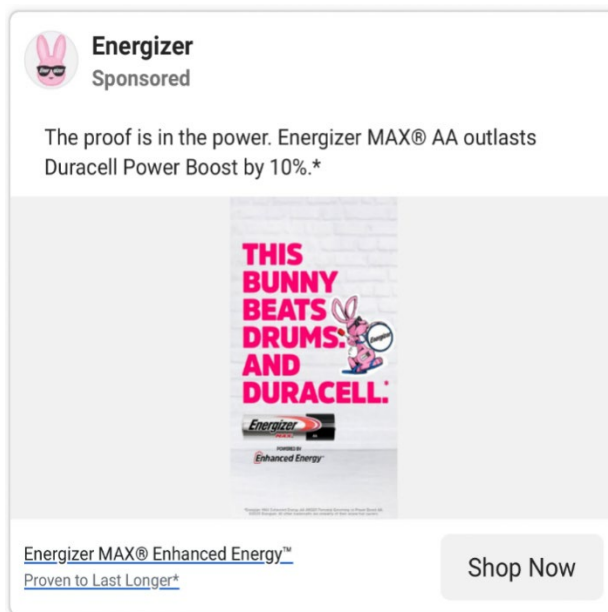 Energizer
Sponsored
The proof is in the power. Energizer MAX® AA outlasts
Duracell Power Boost by 10%.*
THIS
BUNNY
BEATS
DRUMS.
AND
DURACELL.*
Energizer
Energizer
MAX
POWERED BY
Enhanced Energy™
Energizer MAX® Enhanced Energy™
Proven to Last Longer*
Shop Now